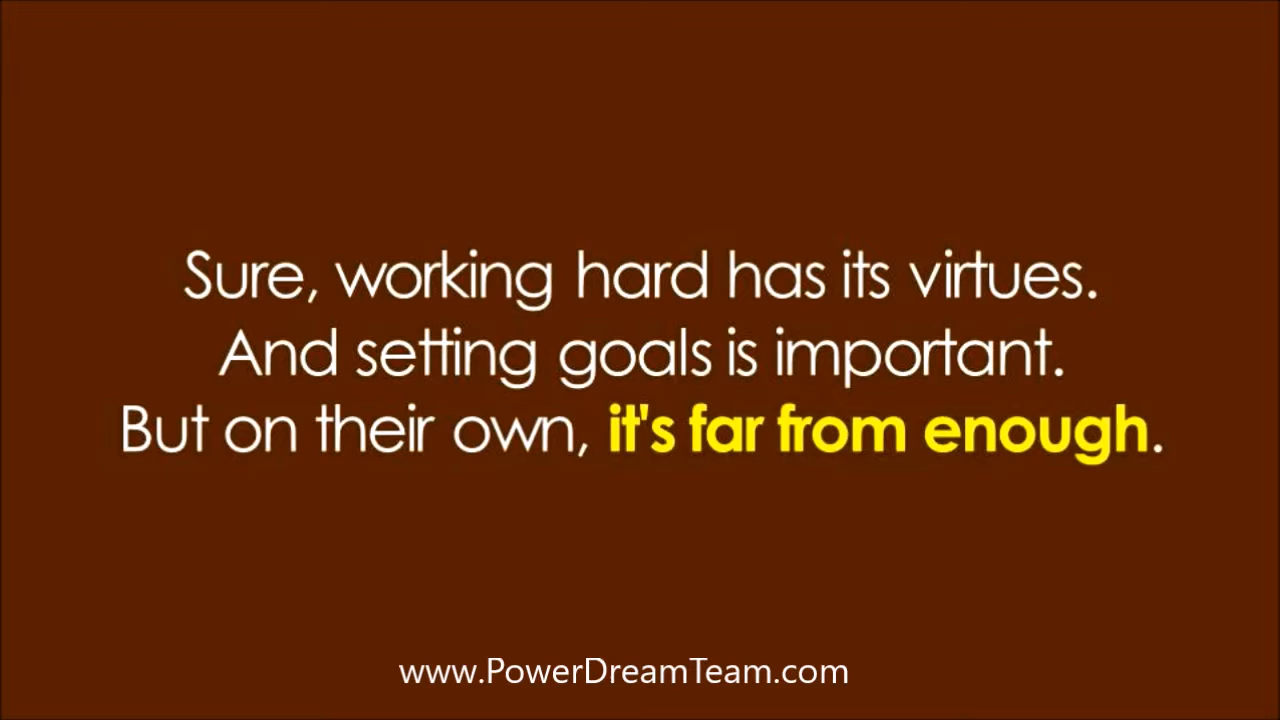 Sure, working hard has its virtues.
And setting goals is important.
But on their own, it's far from enough.
www.PowerDreamTeam.com